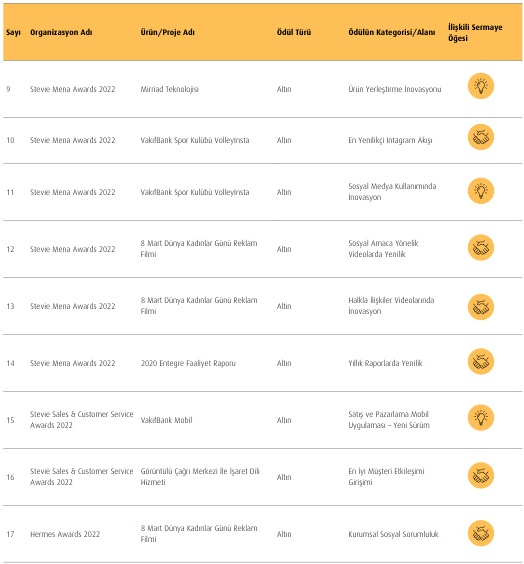 Sayı Organizasyon Adı Ürün/Proje Adı Ödül Türü Ödülün Kategorisi/Alanı İlişkili Sermaye Öğesi
9 Stevie Mena Awards 2022 Mirriad Teknolojisi Altın Ürün Yerleştirme İnovasyonu
10 Stevie Mena Awards 2022 VakıfBank Spor Kulübü VolleyInsta Altın En Yenilikçi Intagram Akışı
11 Stevie Mena Awards 2022 VakıfBank Spor Kulübü VolleyInsta Altın Sosyal Medya Kullanımında
İnovasyon
12 Stevie Mena Awards 2022 8 Mart Dünya Kadınlar Günü Reklam
Filmi Altın Sosyal Amaca Yönelik
Videolarda Yenilik
13 Stevie Mena Awards 2022 8 Mart Dünya Kadınlar Günü Reklam
Filmi Altın Halkla İlişkiler Videolarında
İnovasyon
14 Stevie Mena Awards 2022 2020 Entegre Faaliyet Raporu Altın Yıllık Raporlarda Yenilik
15 Stevie Sales & Customer Service
Awards 2022 VakıfBank Mobil Altın Satış ve Pazarlama Mobil
Uygulaması – Yeni Sürüm
16 Stevie Sales & Customer Service
Awards 2022 Görüntülü Çağrı Merkezi İle İşaret Dili
Hizmeti Altın En İyi Müşteri Etkileşimi
Girişimi
17 Hermes Awards 2022 8 Mart Dünya Kadınlar Günü Reklam
Filmi Altın Kurumsal Sosyal Sorumluluk